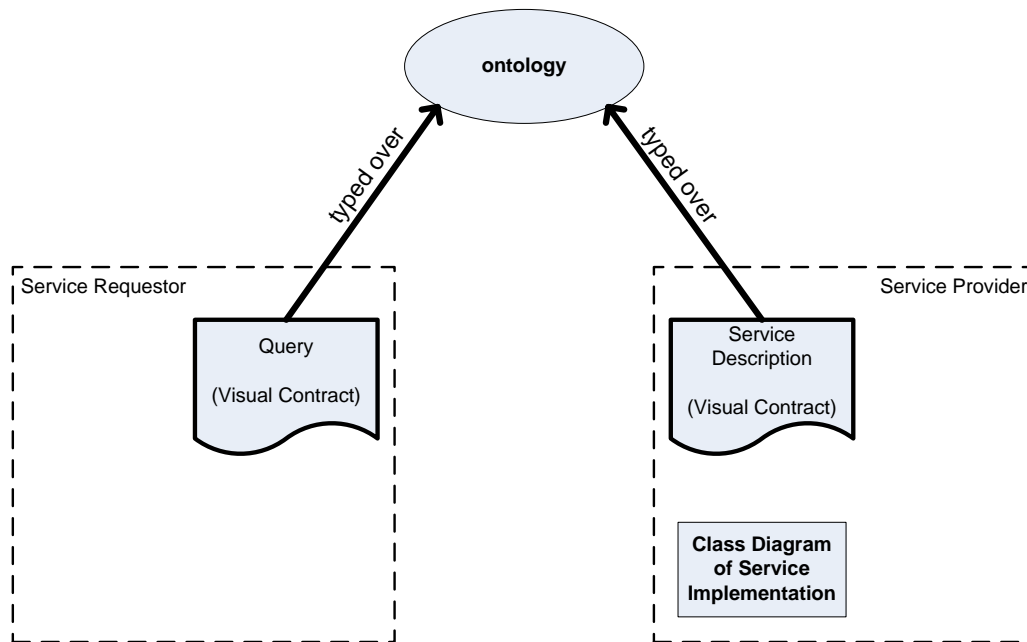 ontology
typed over
typed over
Service Requestor
Service Provider
Query
(Visual Contract)
Service
Description
(Visual Contract)
Class Diagram
of Service
Implementation